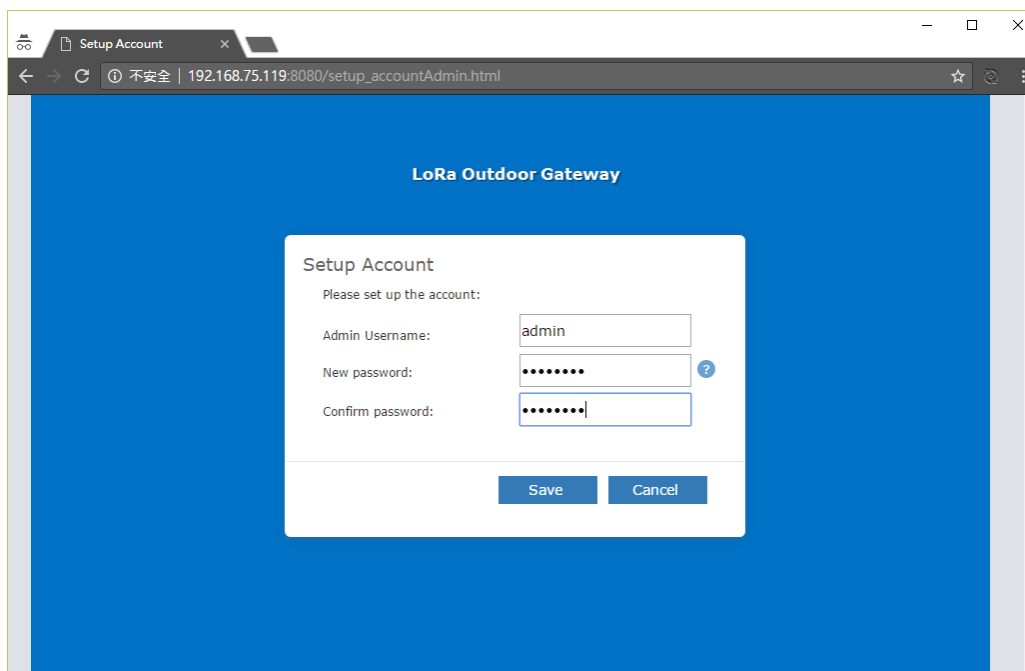 Setup Account
不安全 | 192.168.75.119:8080/setup_accountAdmin.html
LoRa Outdoor Gateway
Setup Account
Please set up the account:
Admin Username: admin
New password: •••••••• ?
Confirm password: ••••••••
Save Cancel